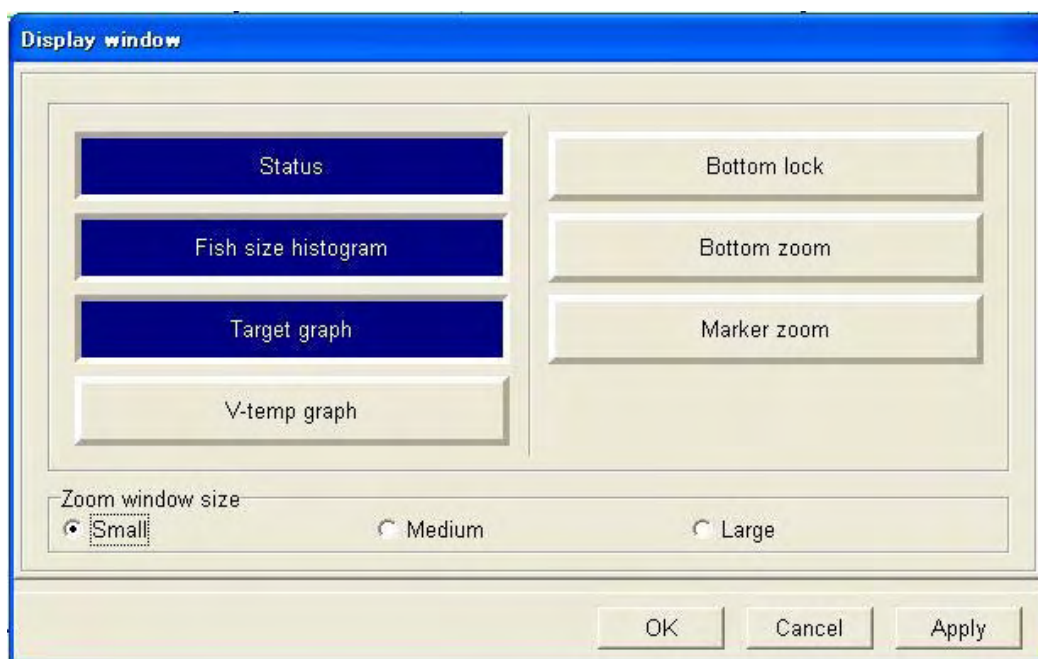 Display window
Status
Fish size histogram
Target graph
V-temp graph
Bottom lock
Bottom zoom
Marker zoom
Zoom window size
Small
Medium
Large
OK
Cancel
Apply